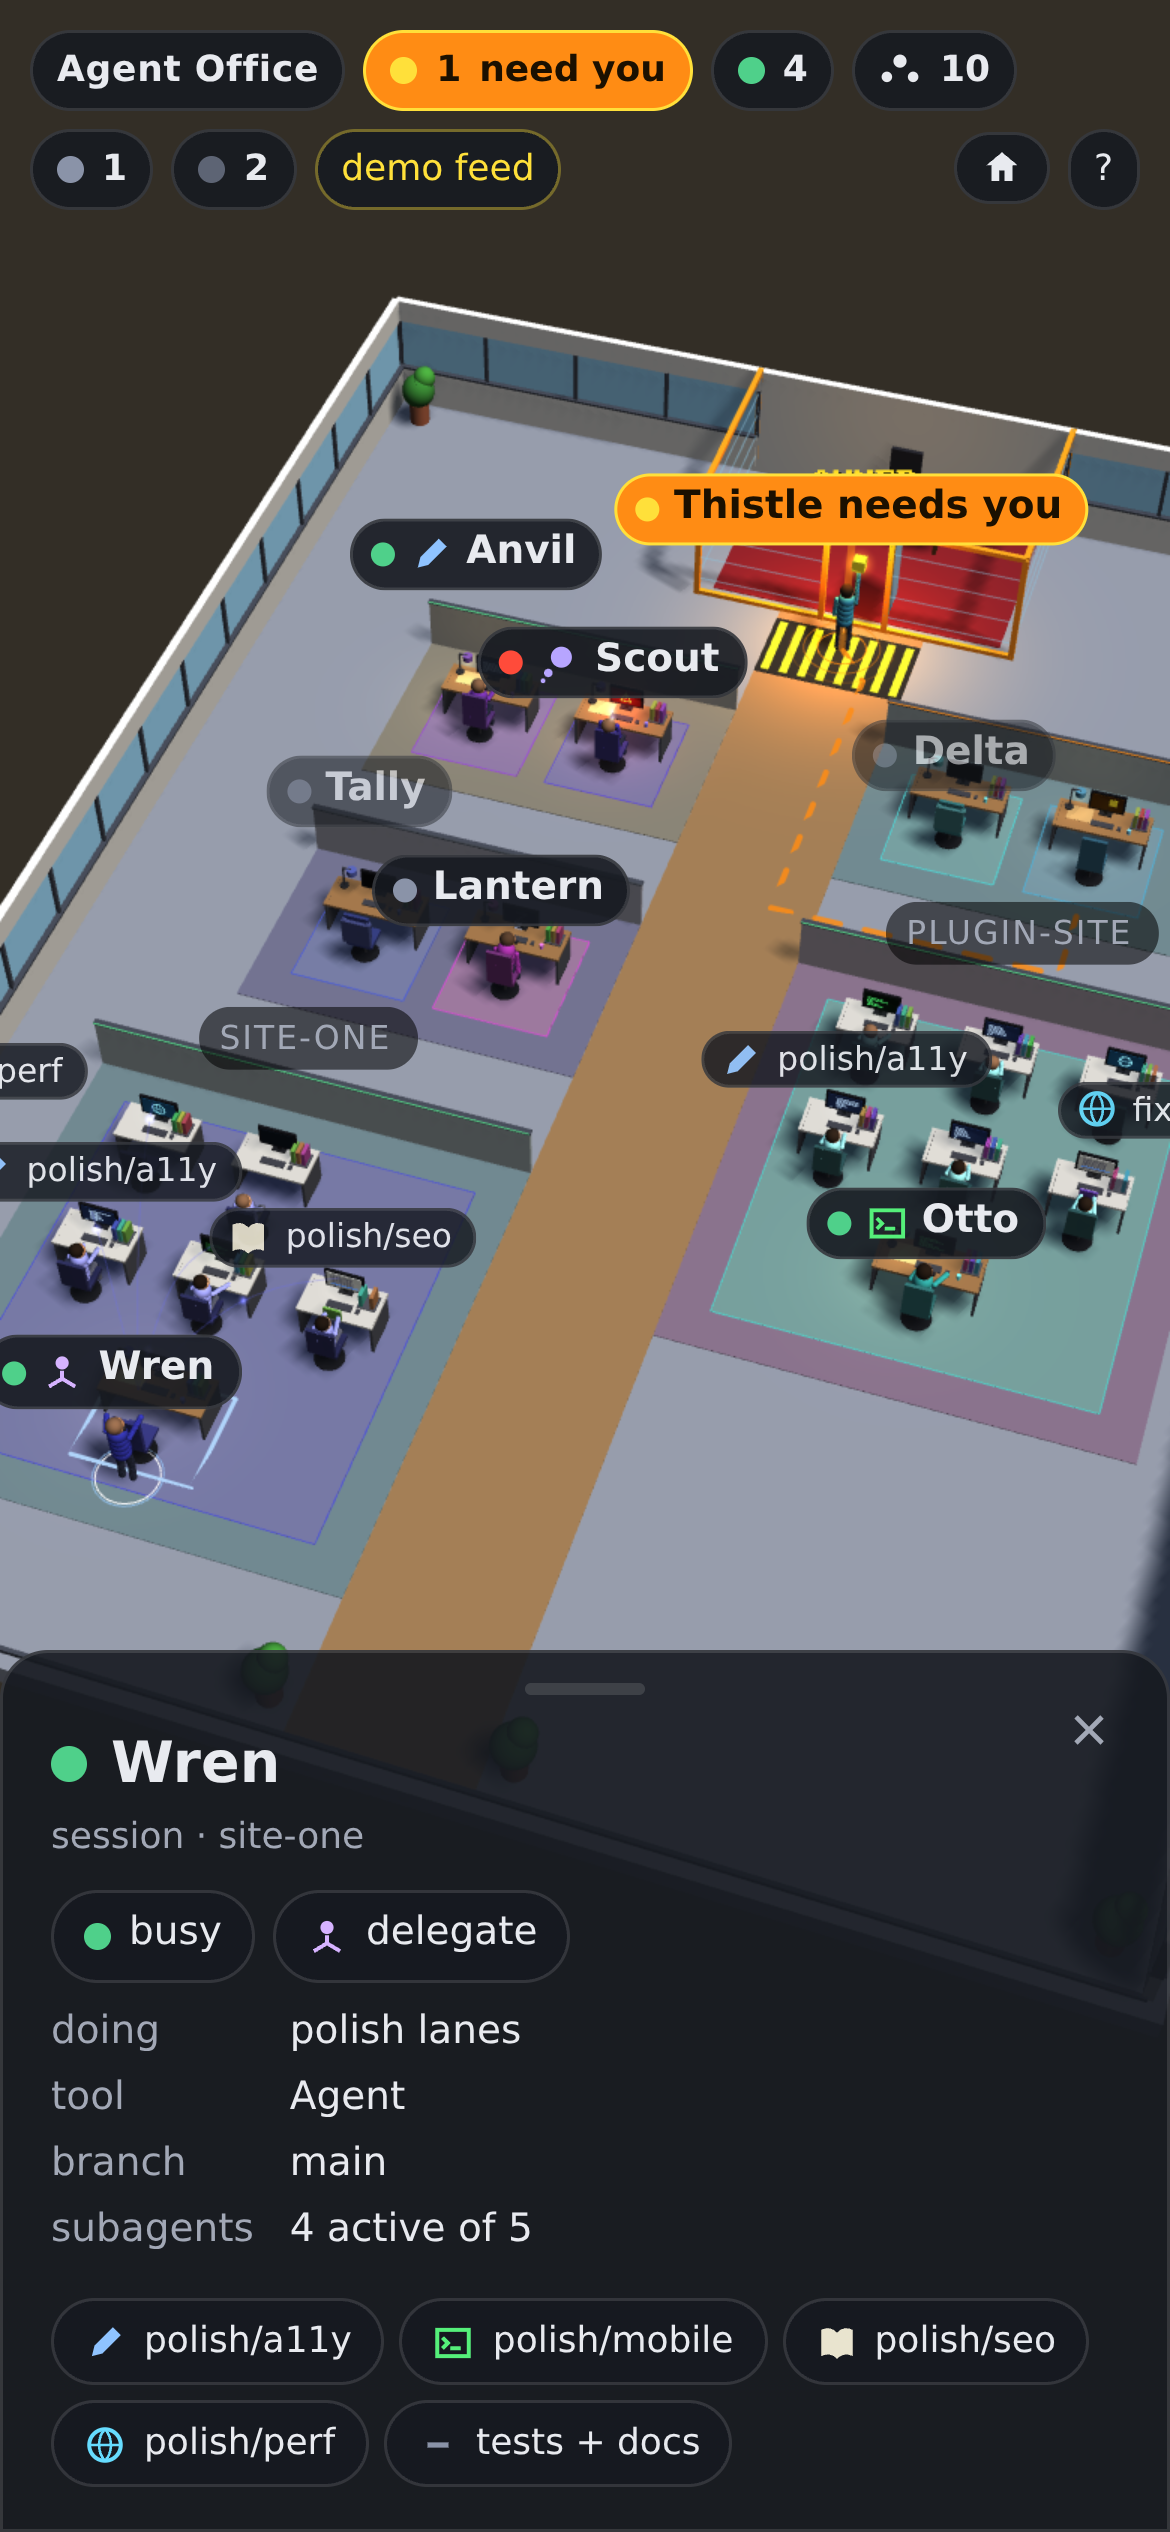 Agent Office
1 need you
4
10
1
2
demo feed
?
Thistle needs you
Anvil
Scout
Delta
Tally
Lantern
PLUGIN-SITE
SITE-ONE
perf
polish/a11y
fix
polish/a11y
polish/seo
Otto
Wren
Wren
session · site-one
busy
delegate
doing polish lanes
tool Agent
branch main
subagents 4 active of 5
polish/a11y
polish/mobile
polish/seo
polish/perf
tests + docs